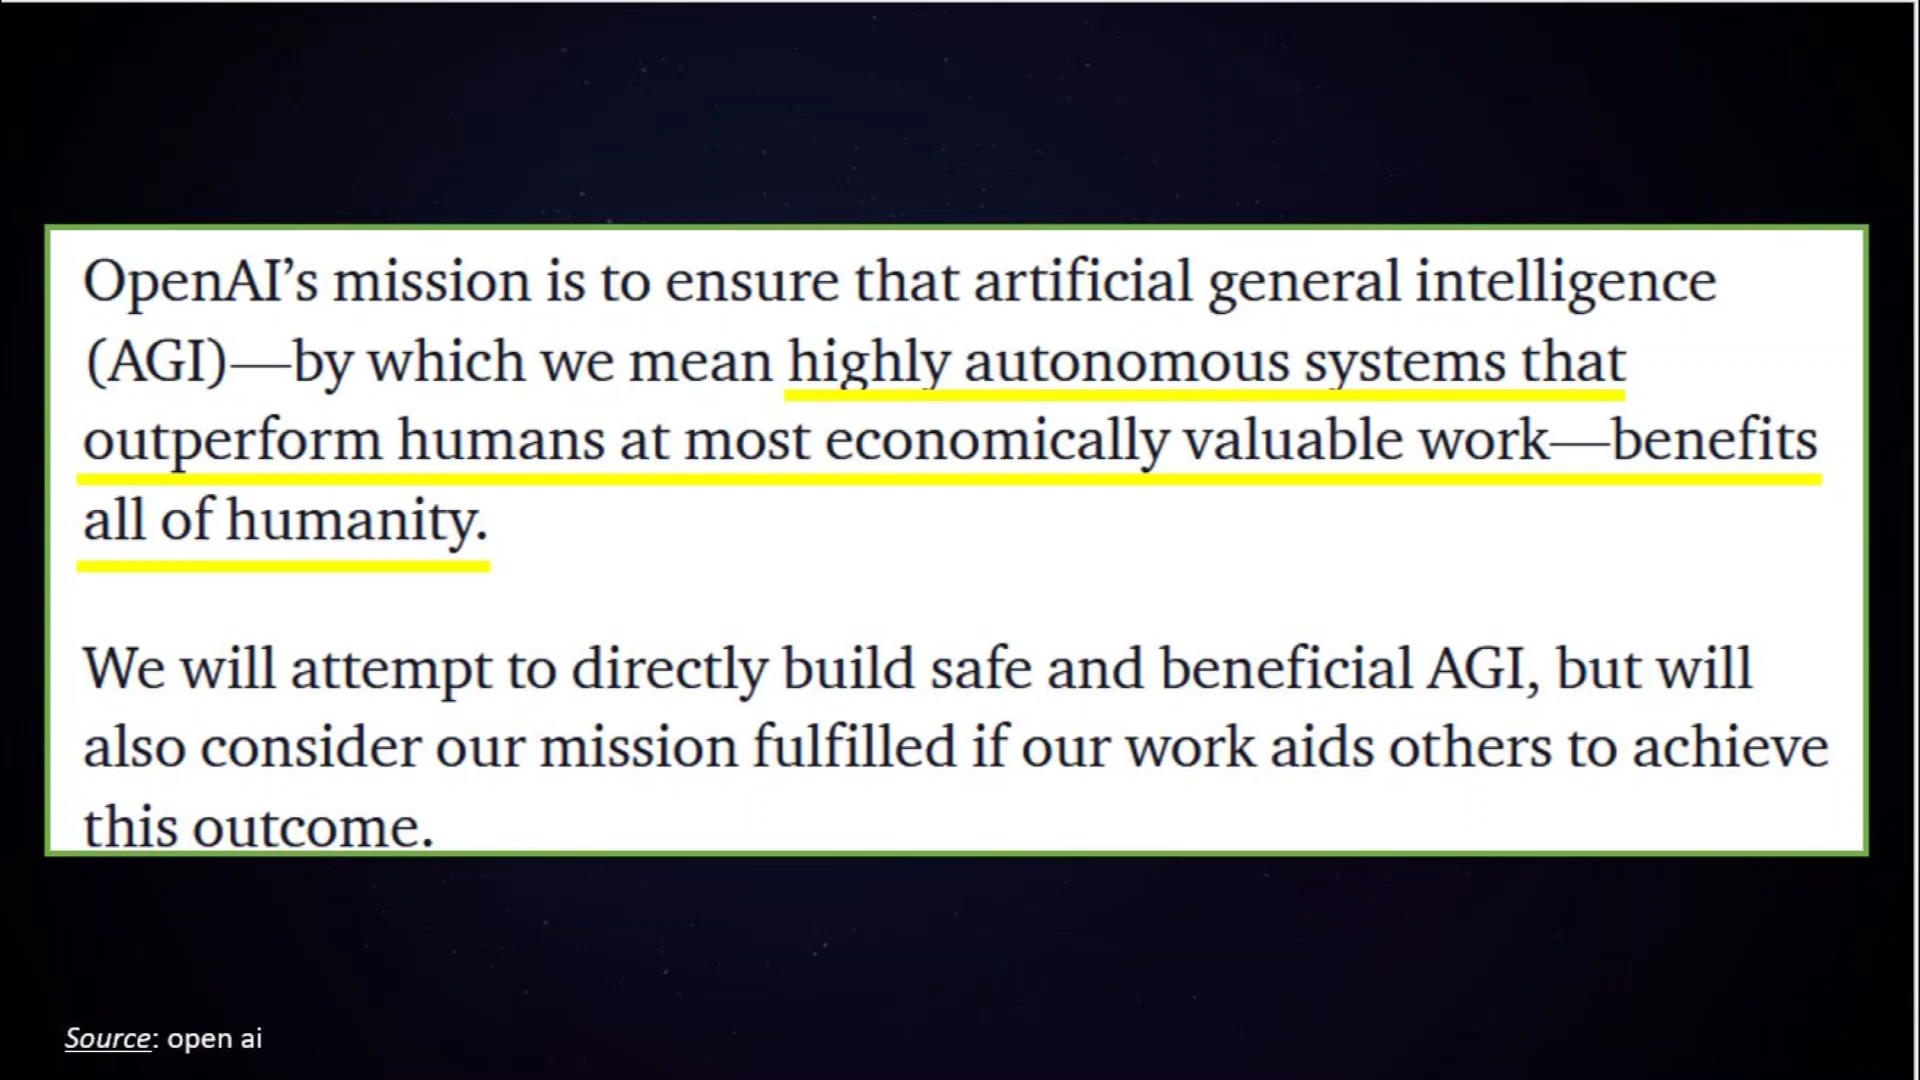 OpenAI’s mission is to ensure that artificial general intelligence
(AGI)—by which we mean highly autonomous systems that
outperform humans at most economically valuable work—benefits
all of humanity.
We will attempt to directly build safe and beneficial AGI, but will
also consider our mission fulfilled if our work aids others to achieve
this outcome.
Source: open ai